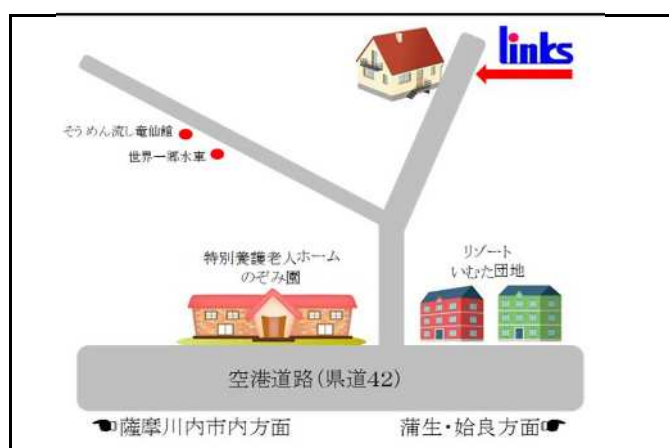 links
そうめん流し竜仙館
世界一郷水車
特別養護老人ホーム
のぞみ園
リゾート
いむた団地
空港道路(県道42)
薩摩川内市内方面
蒲生・姶良方面